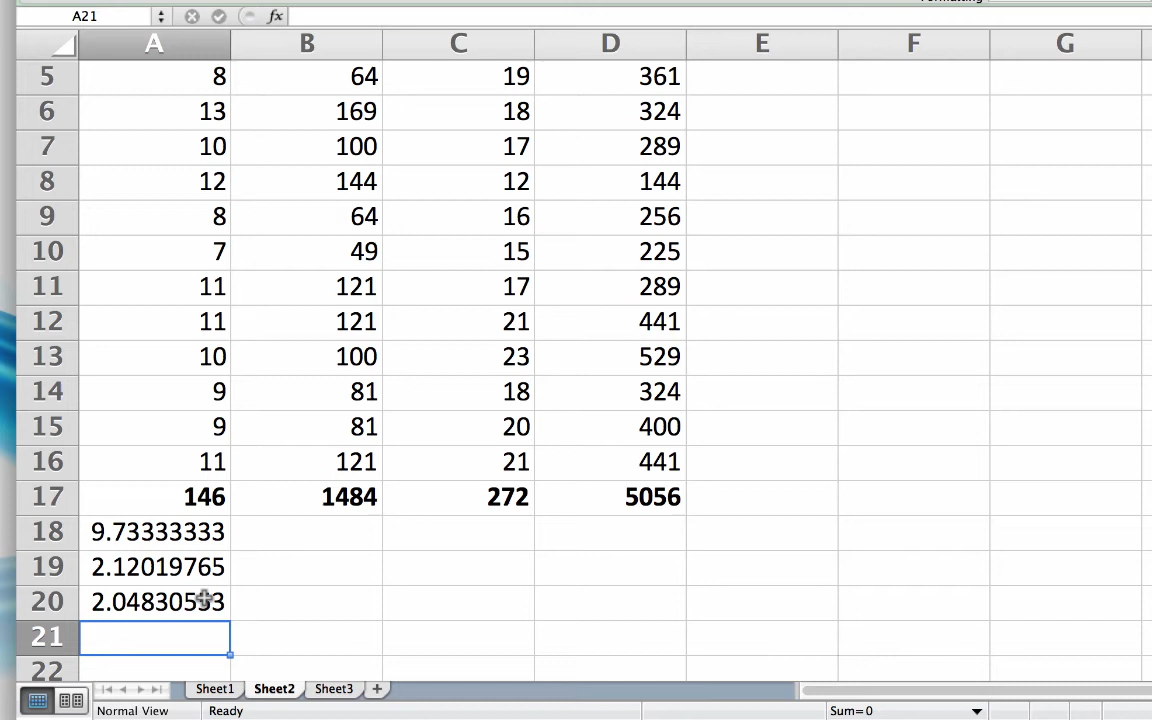 A21 fx
A B C D E F G
5 8 64 19 361
6 13 169 18 324
7 10 100 17 289
8 12 144 12 144
9 8 64 16 256
10 7 49 15 225
11 11 121 17 289
12 11 121 21 441
13 10 100 23 529
14 9 81 18 324
15 9 81 20 400
16 11 121 21 441
17 146 1484 272 5056
18 9.73333333
19 2.12019765
20 2.04830553
21
22
Sheet1 Sheet2 Sheet3 +
Normal View Ready Sum=0